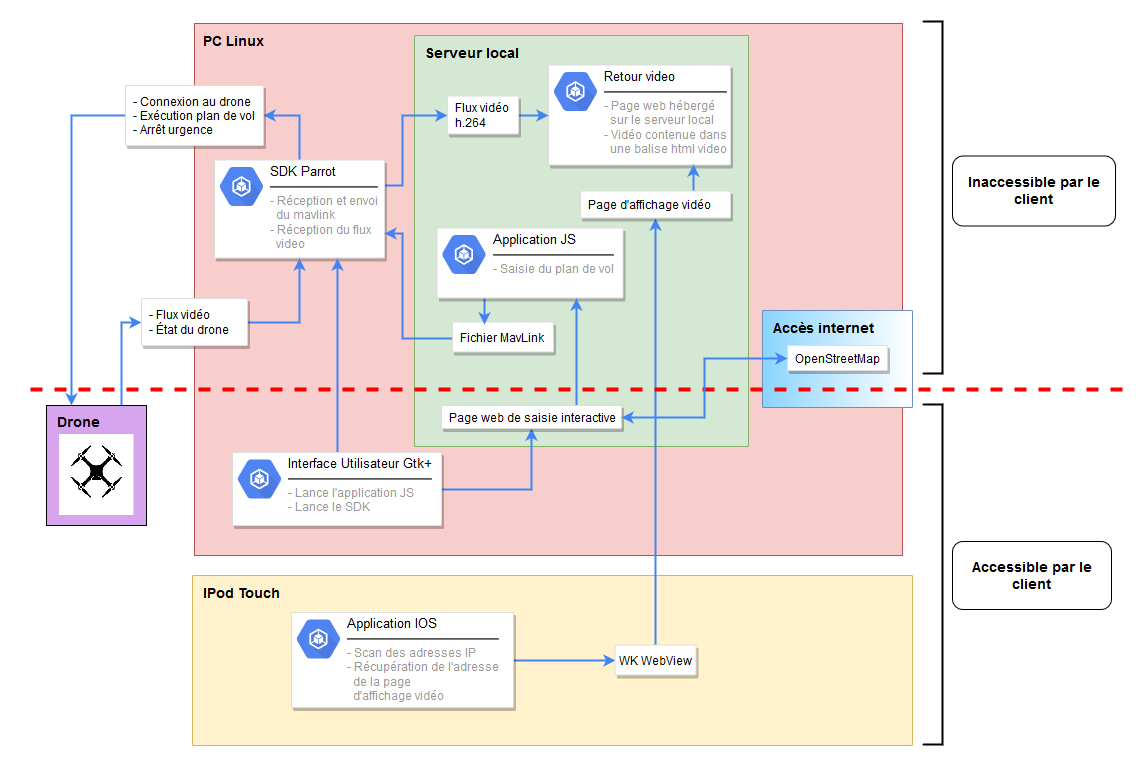 PC Linux
Serveur local
- Connexion au drone
- Exécution plan de vol
- Arrêt urgence
Flux vidéo
h.264
Retour video
- Page web hébergé
sur le serveur local
- Vidéo contenue dans
une balise html video
SDK Parrot
- Réception et envoi
du mavlink
- Réception du flux
video
Page d'affichage vidéo
Application JS
- Saisie du plan de vol
Inaccessible par le
client
- Flux vidéo
- État du drone
Fichier MavLink
Accès internet
OpenStreetMap
Drone
Page web de saisie interactive
Interface Utilisateur Gtk+
- Lance l'application JS
- Lance le SDK
Accessible par le
client
IPod Touch
Application IOS
- Scan des adresses IP
- Récupération de l'adresse
de la page
d'affichage vidéo
WK WebView